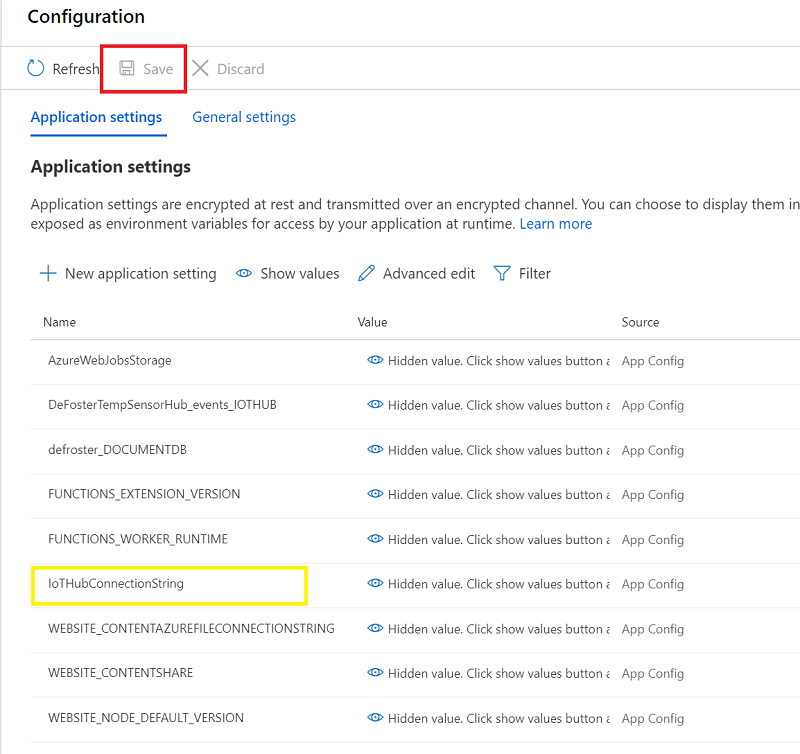 Configuration
Refresh Save Discard
Application settings General settings
Application settings
Application settings are encrypted at rest and transmitted over an encrypted channel. You can choose to display them in
exposed as environment variables for access by your application at runtime. Learn more
New application setting Show values Advanced edit Filter
Name Value Source
AzureWebJobsStorage Hidden value. Click show values button App Config
DeFosterTempSensorHub_events_IOTHUB Hidden value. Click show values button App Config
defroster_DOCUMENTDB Hidden value. Click show values button App Config
FUNCTIONS_EXTENSION_VERSION Hidden value. Click show values button App Config
FUNCTIONS_WORKER_RUNTIME Hidden value. Click show values button App Config
IoTHubConnectionString Hidden value. Click show values button App Config
WEBSITE_CONTENTAZUREFILECONNECTIONSTRING Hidden value. Click show values button App Config
WEBSITE_CONTENTSHARE Hidden value. Click show values button App Config
WEBSITE_NODE_DEFAULT_VERSION Hidden value. Click show values button App Config